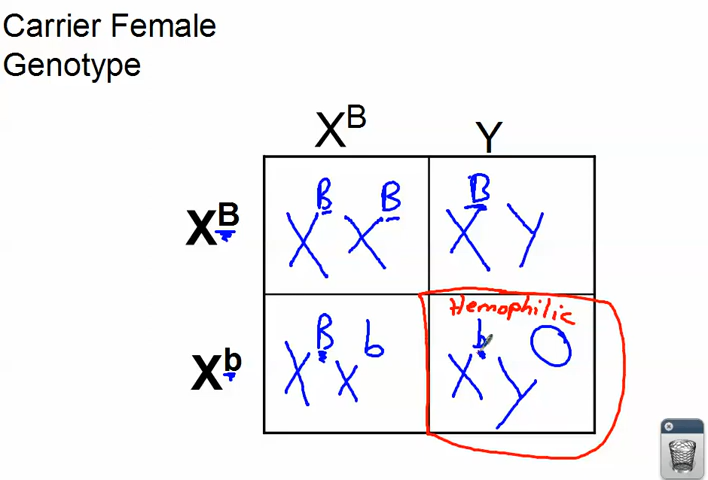 Carrier Female
Genotype
X^B Y
X^B X^B X^B X^B Y
Hemophilic
X^b X^B X^b X^b Y